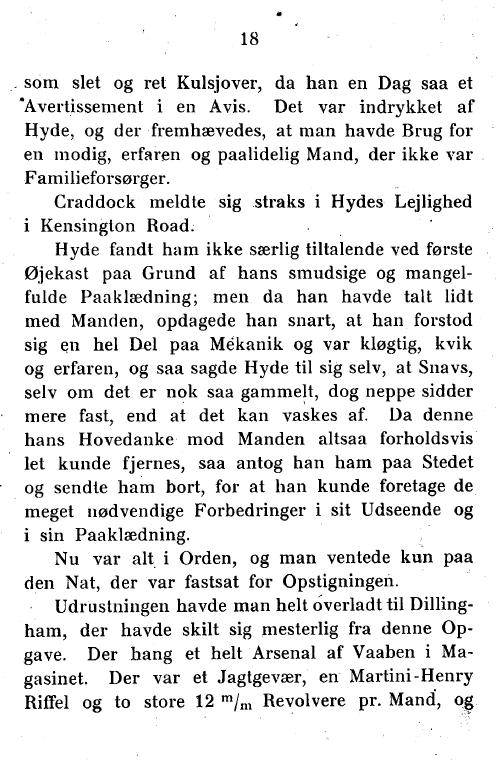 18
som slet og ret Kulsjover, da han en Dag saa et
Avertissement i en Avis. Det var indrykket af
Hyde, og der fremhævedes, at man havde Brug for
en modig, erfaren og paalidelig Mand, der ikke var
Familieforsørger.
Craddock meldte sig straks i Hydes Lejlighed
i Kensington Road.
Hyde fandt ham ikke særlig tiltalende ved første
Øjekast paa Grund af hans smudsige og mangel-
fulde Paaklædning; men da han havde talt lidt
med Manden, opdagede han snart, at han forstod
sig en hel Del paa Mekanik og var kløgtig, kvik
og erfaren, og saa sagde Hyde til sig selv, at Snavs,
selv om det er nok saa gammelt, dog neppe sidder
mere fast, end at det kan vaskes af. Da denne
hans Hovedanke mod Manden altsaa forholdsvis
let kunde fjernes, saa antog han ham paa Stedet
og sendte ham bort, for at han kunde foretage de
meget nødvendige Forbedringer i sit Udseende og
i sin Paaklædning.
Nu var alt i Orden, og man ventede kun paa
den Nat, der var fastsat for Opstigningen.
Udrustningen havde man helt overladt til Dilling-
ham, der havde skilt sig mesterlig fra denne Op-
gave. Der hang et helt Arsenal af Vaaben i Ma-
gasinet. Der var et Jagtgevær, en Martini-Henry
Riffel og to store 12 m/m Revolvere pr. Mand, og